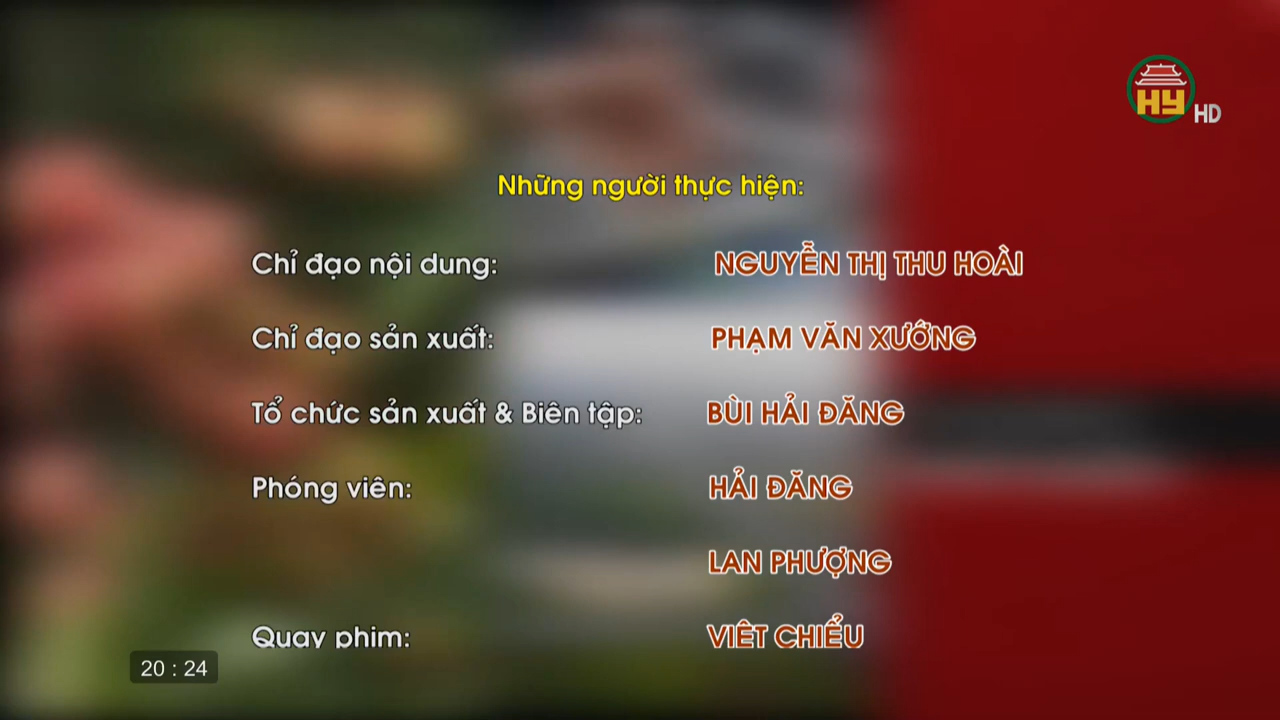 HY HD
Những người thực hiện:
Chỉ đạo nội dung: NGUYỄN THỊ THU HOÀI
Chỉ đạo sản xuất: PHẠM VĂN XƯỚNG
Tổ chức sản xuất & Biên tập: BÙI HẢI ĐĂNG
Phóng viên: HẢI ĐĂNG
LAN PHƯỢNG
Quay phim: VIÊT CHIỂU
20 : 24